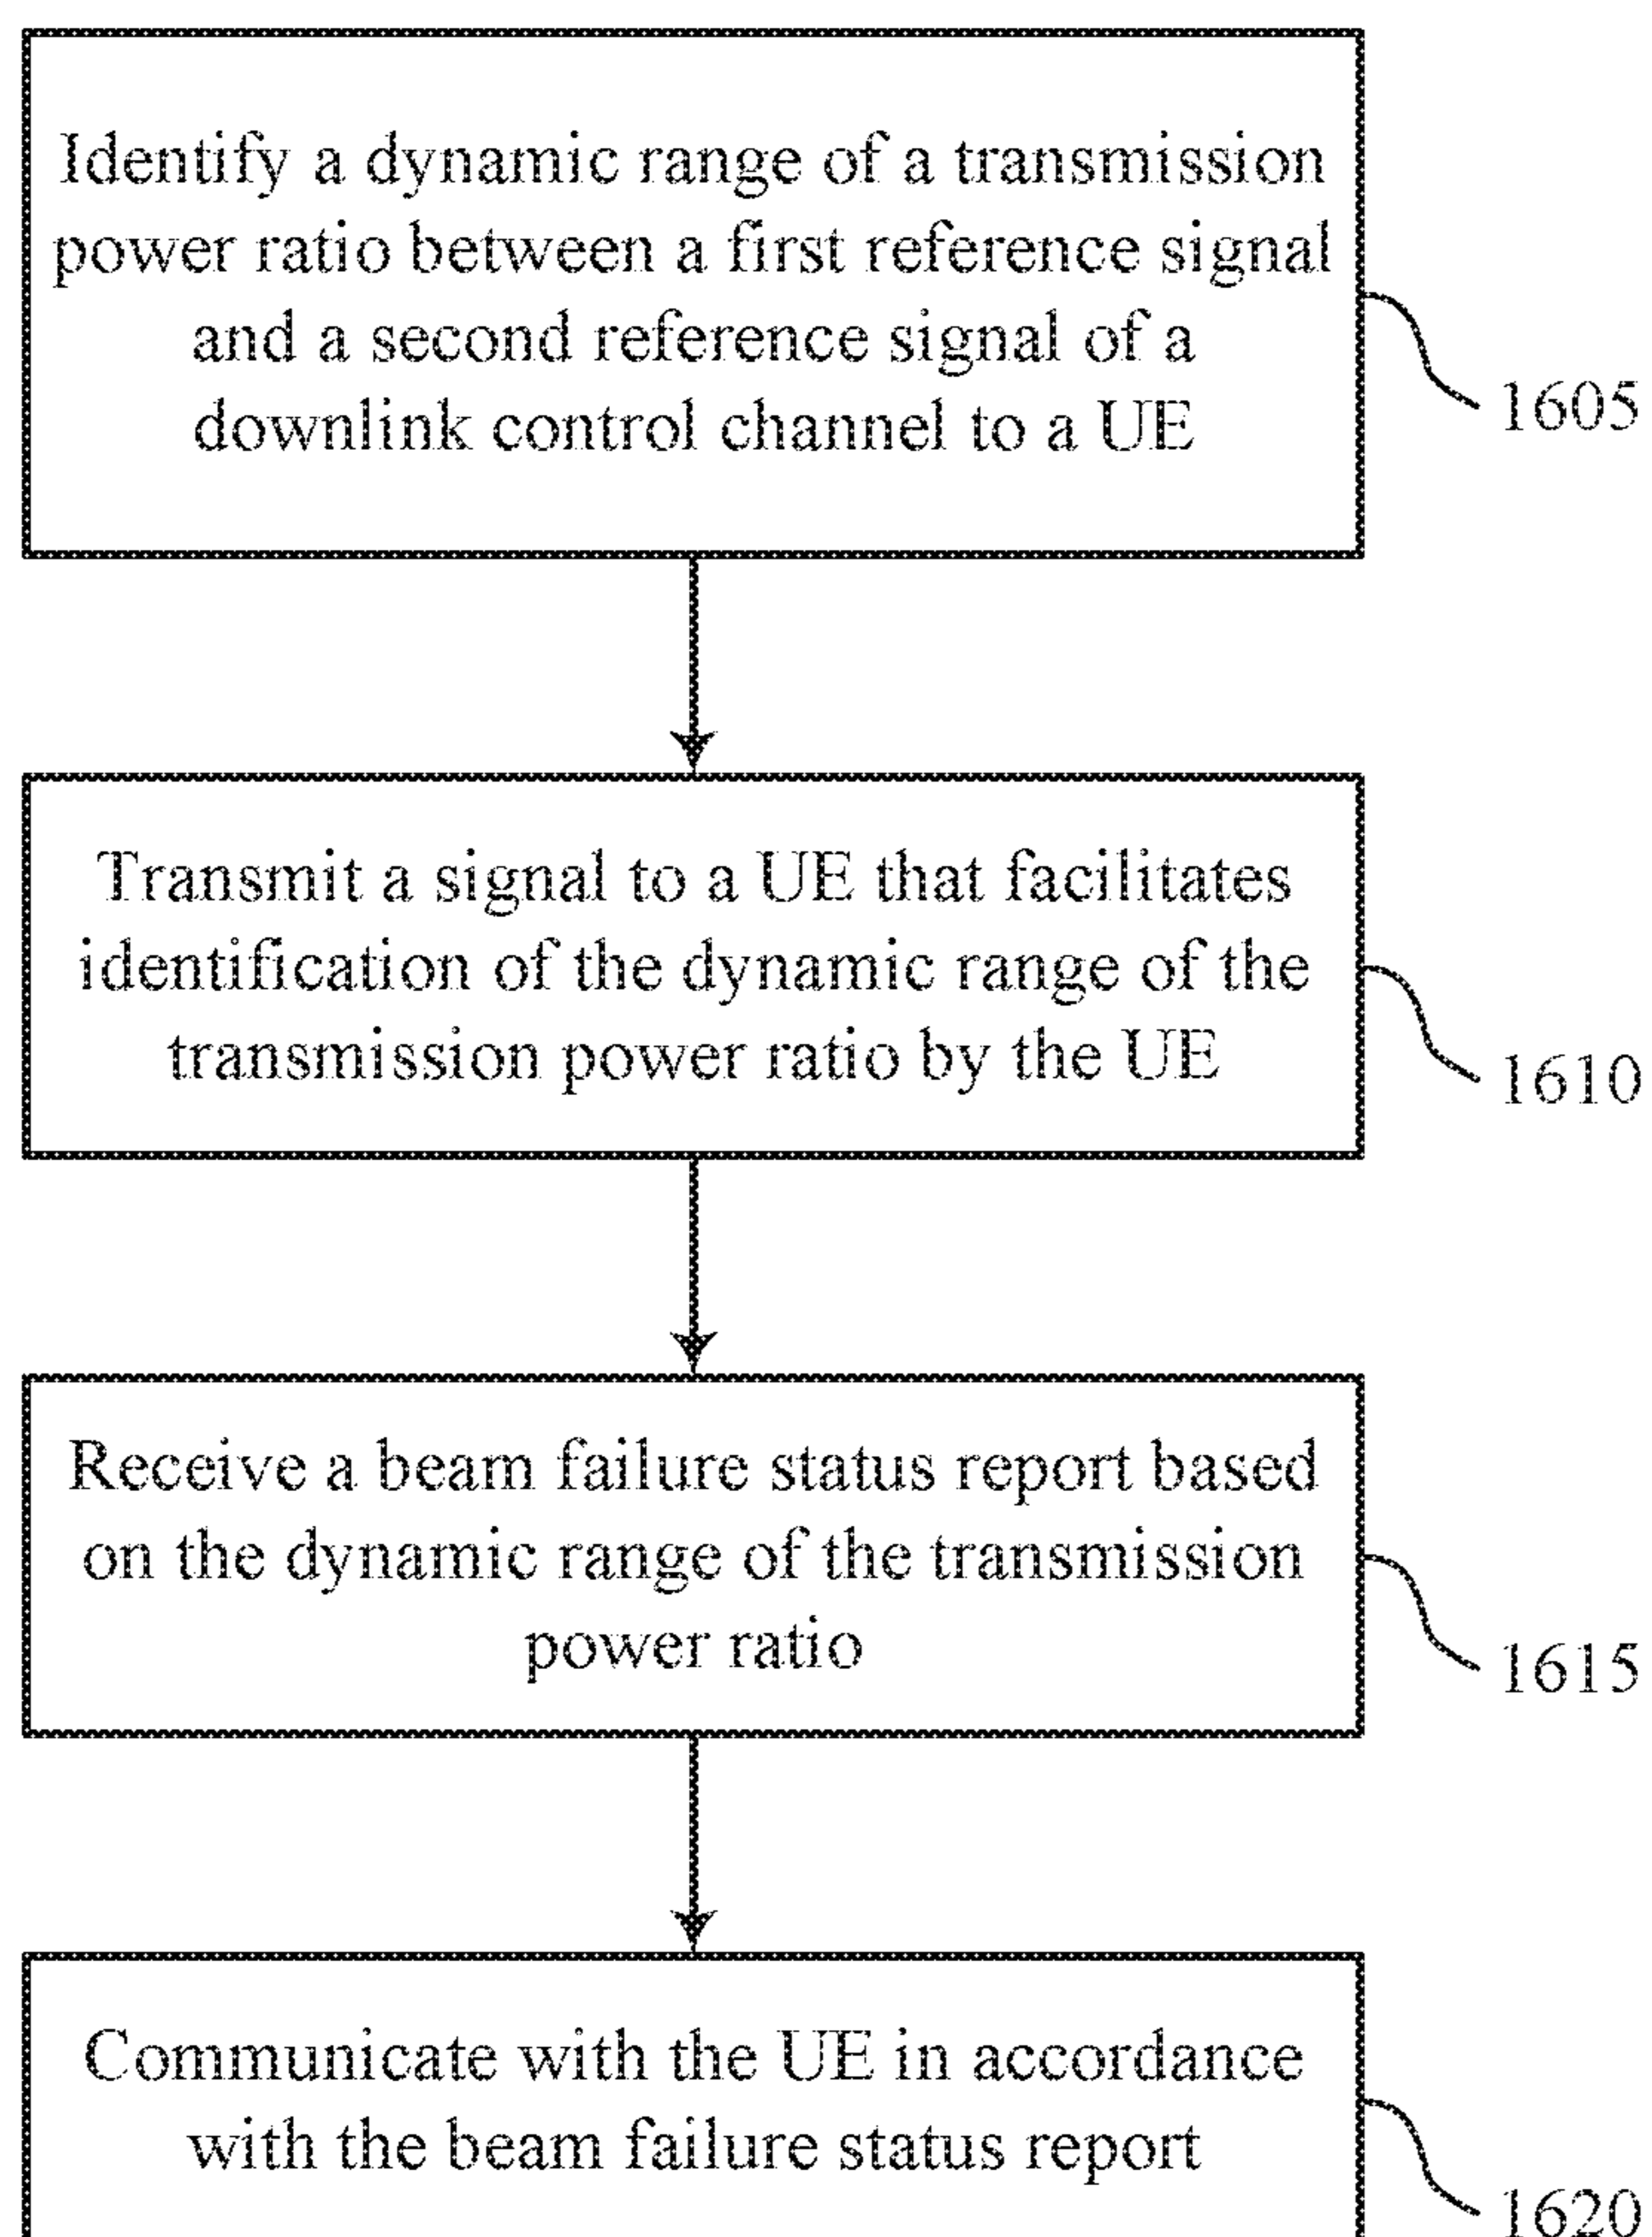 Identify a dynamic range of a transmission
power ratio between a first reference signal
and a second reference signal of a
downlink control channel to a UE
1605
Transmit a signal to a UE that facilitates
identification of the dynamic range of the
transmission power ratio by the UE
1610
Receive a beam failure status report based
on the dynamic range of the transmission
power ratio
1615
Communicate with the UE in accordance
with the beam failure status report
1620